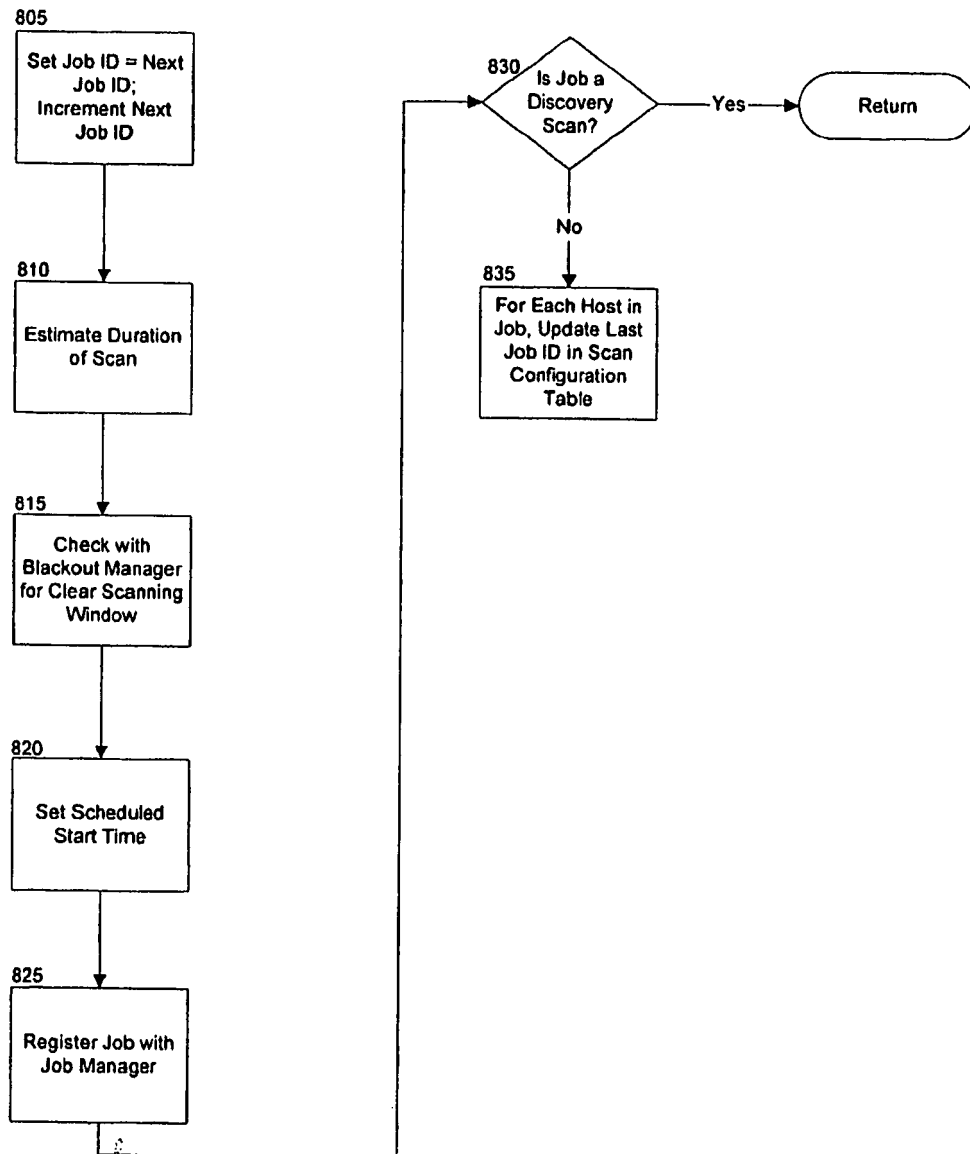 805
Set Job ID = Next
Job ID;
Increment Next
Job ID
810
Estimate Duration
of Scan
815
Check with
Blackout Manager
for Clear Scanning
Window
820
Set Scheduled
Start Time
825
Register Job with
Job Manager
830
Is Job a
Discovery
Scan?
Yes
Return
No
835
For Each Host in
Job, Update Last
Job ID in Scan
Configuration
Table